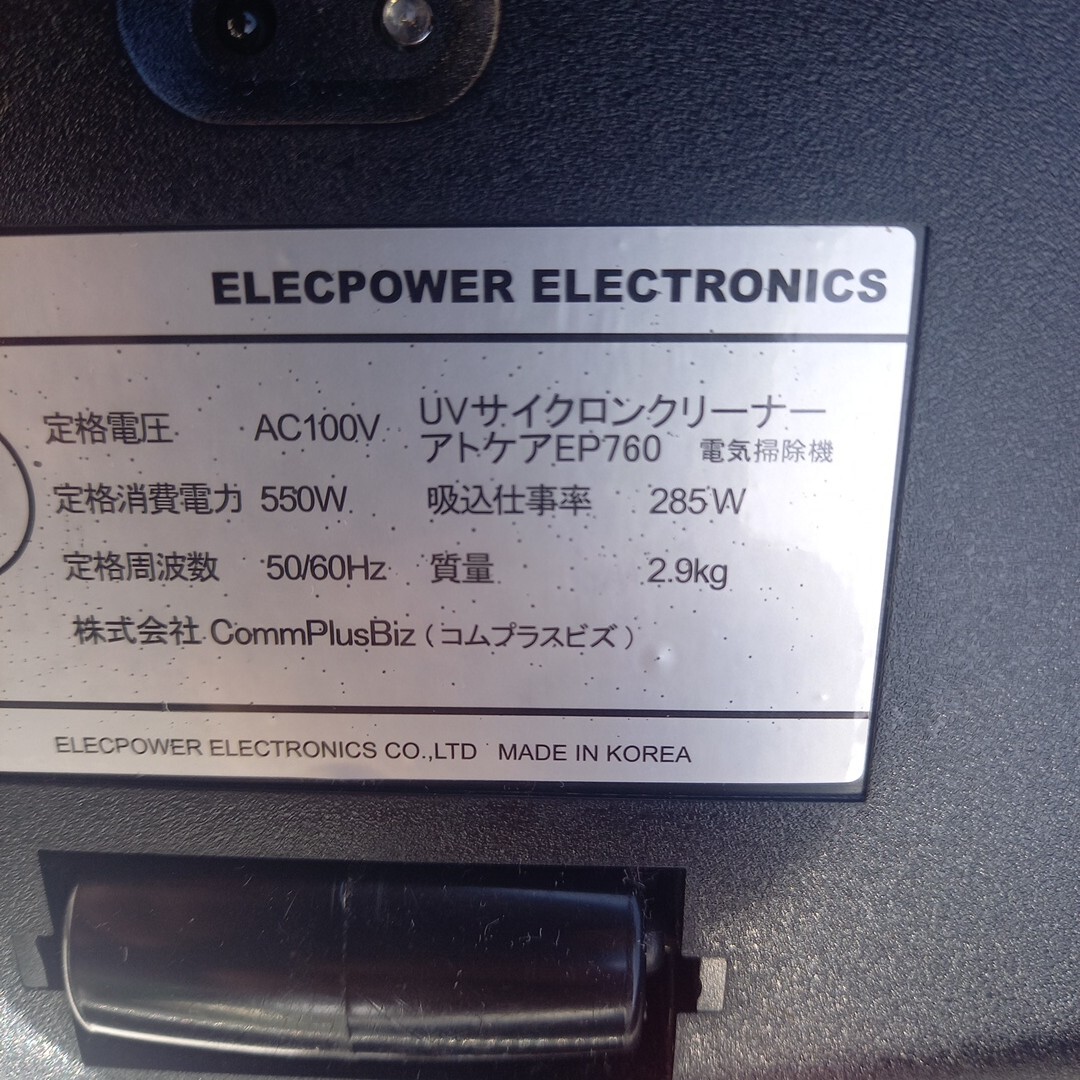 ELECPOWER ELECTRONICS
定格電圧 AC100V UVサイクロンクリーナー
アトケアEP760 電気掃除機
定格消費電力 550W 吸込仕事率 285W
定格周波数 50/60Hz 質量 2.9kg
株式会社 CommPlusBiz（コムプラスビズ）
ELECPOWER ELECTRONICS CO.,LTD MADE IN KOREA